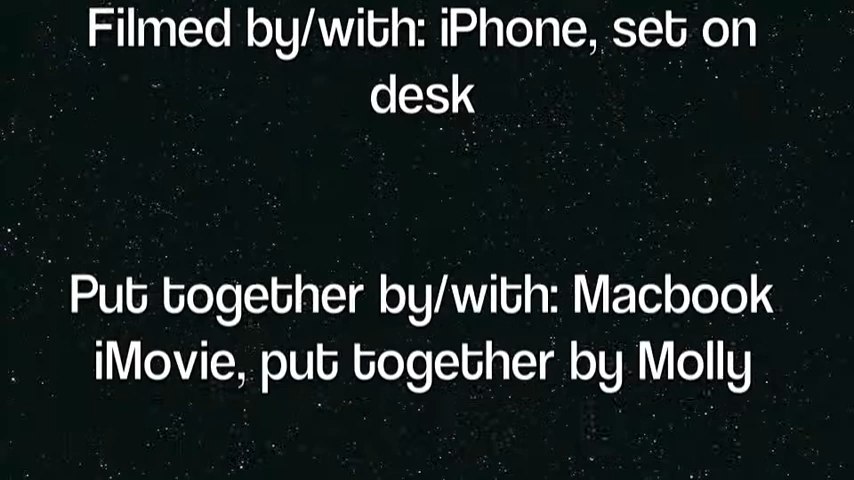 Filmed by/with: iPhone, set on
desk
Put together by/with: Macbook
iMovie, put together by Molly